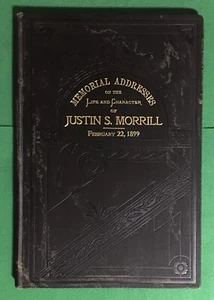 MEMORIAL ADDRESSES
ON THE
LIFE AND CHARACTER
OF
JUSTIN S. MORRILL
FEBRUARY 22, 1899